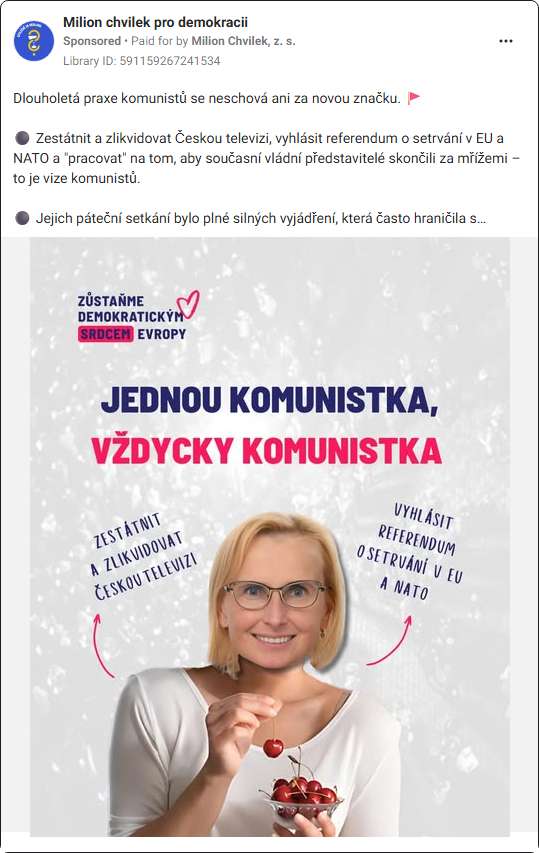 Milion chvilek pro demokracii
Sponsored • Paid for by Milion Chvilek, z. s.
Library ID: 591159267241534
Dlouholetá praxe komunistů se neschová ani za novou značku. 🚩
Zestátnit a zlikvidovat Českou televizi, vyhlásit referendum o setrvání v EU a
NATO a "pracovat" na tom, aby současní vládní představitelé skončili za mřížemi –
to je vize komunistů.
Jejich páteční setkání bylo plné silných vyjádření, která často hraničila s...
ZŮSTAŇME
DEMOKRATICKÝM
SRDCEM EVROPY
JEDNOU KOMUNISTKA,
VŽDYCKY KOMUNISTKA
ZESTÁTNIT
A ZLIKVIDOVAT
ČESKOU TELEVIZI
VYHLÁSIT
REFERENDUM
O SETRVÁNÍ V EU
A NATO